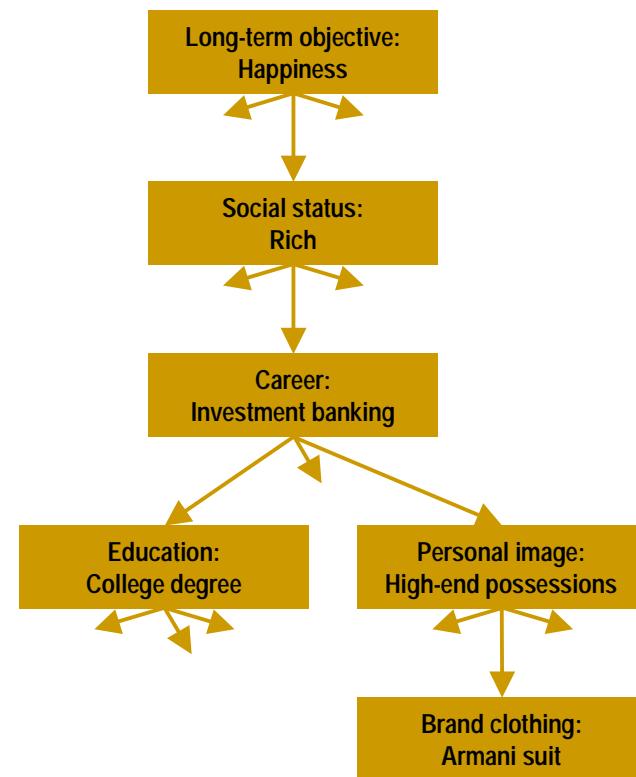 Long-term objective:
Happiness
Social status:
Rich
Career:
Investment banking
Education:
College degree
Personal image:
High-end possessions
Brand clothing:
Armani suit